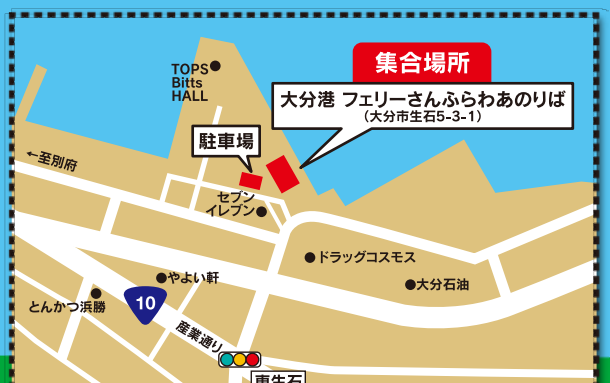 集合場所
TOPS
Bitts
HALL
大分港 フェリーさんふらわあのりば
（大分市生石5-3-1）
駐車場
←至別府
セブン
イレブン
ドラッグコスモス
やよい軒
大分石油
とんかつ浜勝
10
産業通り
東生石